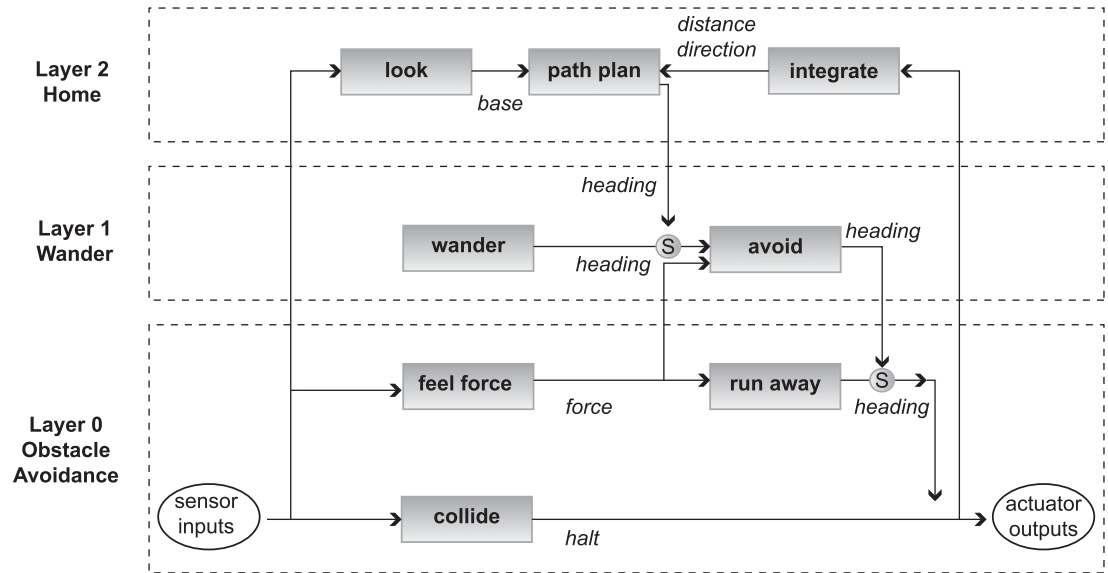 Layer 2
Home
look
base
path plan
distance
direction
integrate
heading
Layer 1
Wander
wander
heading
S
avoid
heading
Layer 0
Obstacle
Avoidance
feel force
force
run away
S
heading
sensor
inputs
collide
halt
actuator
outputs